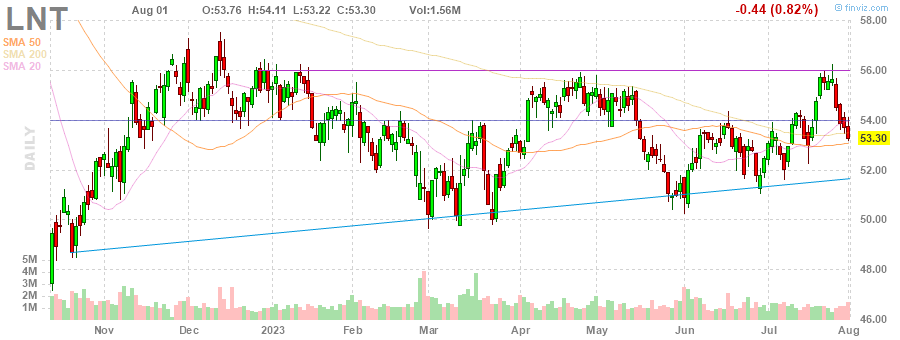 LNT Aug 01 O:53.76 H:54.11 L:53.22 C:53.30 Vol:1.56M -0.44 (0.82%) © finviz.com
SMA 50
SMA 200
SMA 20
DAILY
58.00
56.00
54.00
53.30
52.00
50.00
48.00
46.00
5M
4M
3M
2M
1M
Nov Dec 2023 Feb Mar Apr May Jun Jul Aug